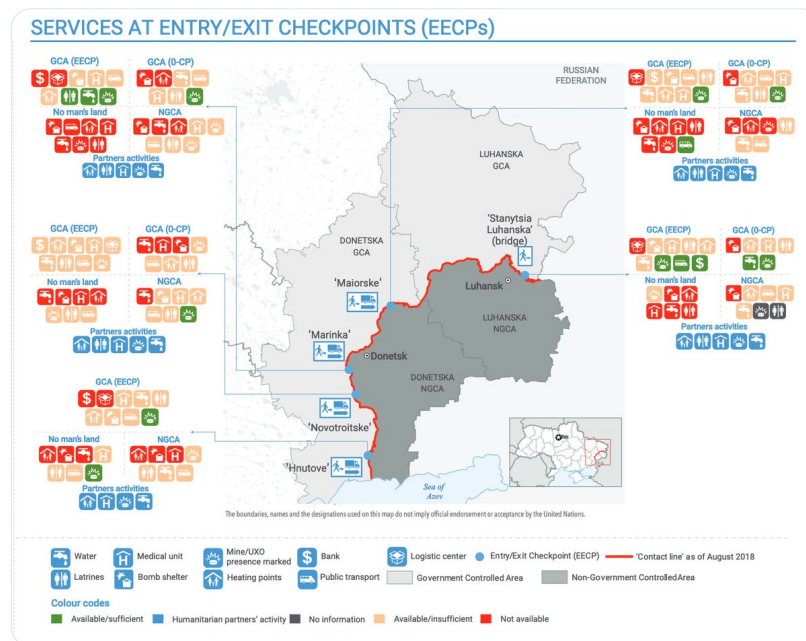 SERVICES AT ENTRY/EXIT CHECKPOINTS (EECPs)
GCA (EECP)
GCA (0-CP)
No man's land
NGCA
Partners activities
GCA (EECP)
GCA (0-CP)
No man's land
NGCA
Partners activities
GCA (EECP)
No man's land
NGCA
Partners activities
RUSSIAN
FEDERATION
LUHANSKA
GCA
'Stanytsia
Luhanska'
(bridge)
DONETSKA
GCA
'Maiorske'
Luhansk
LUHANSKA
NGCA
'Marinka'
Donetsk
DONETSKA
NGCA
'Novotroitske'
'Hnutove'
Sea of
Azov
GCA (EECP)
GCA (0-CP)
No man's land
NGCA
Partners activities
GCA (EECP)
GCA (0-CP)
No man's land
NGCA
Partners activities
The boundaries, names and the designations used on this map do not imply official endorsement or acceptance by the United Nations.
Water
Medical unit
Mine/UXO
presence marked
Bank
Logistic center
Entry/Exit Checkpoint (EECP)
'Contact line' as of August 2018
Latrines
Bomb shelter
Heating points
Public transport
Government Controlled Area
Non-Government ControlledArea
Colour codes
Available/sufficient
Humanitarian partners' activity
No information
Available/insufficient
Not available